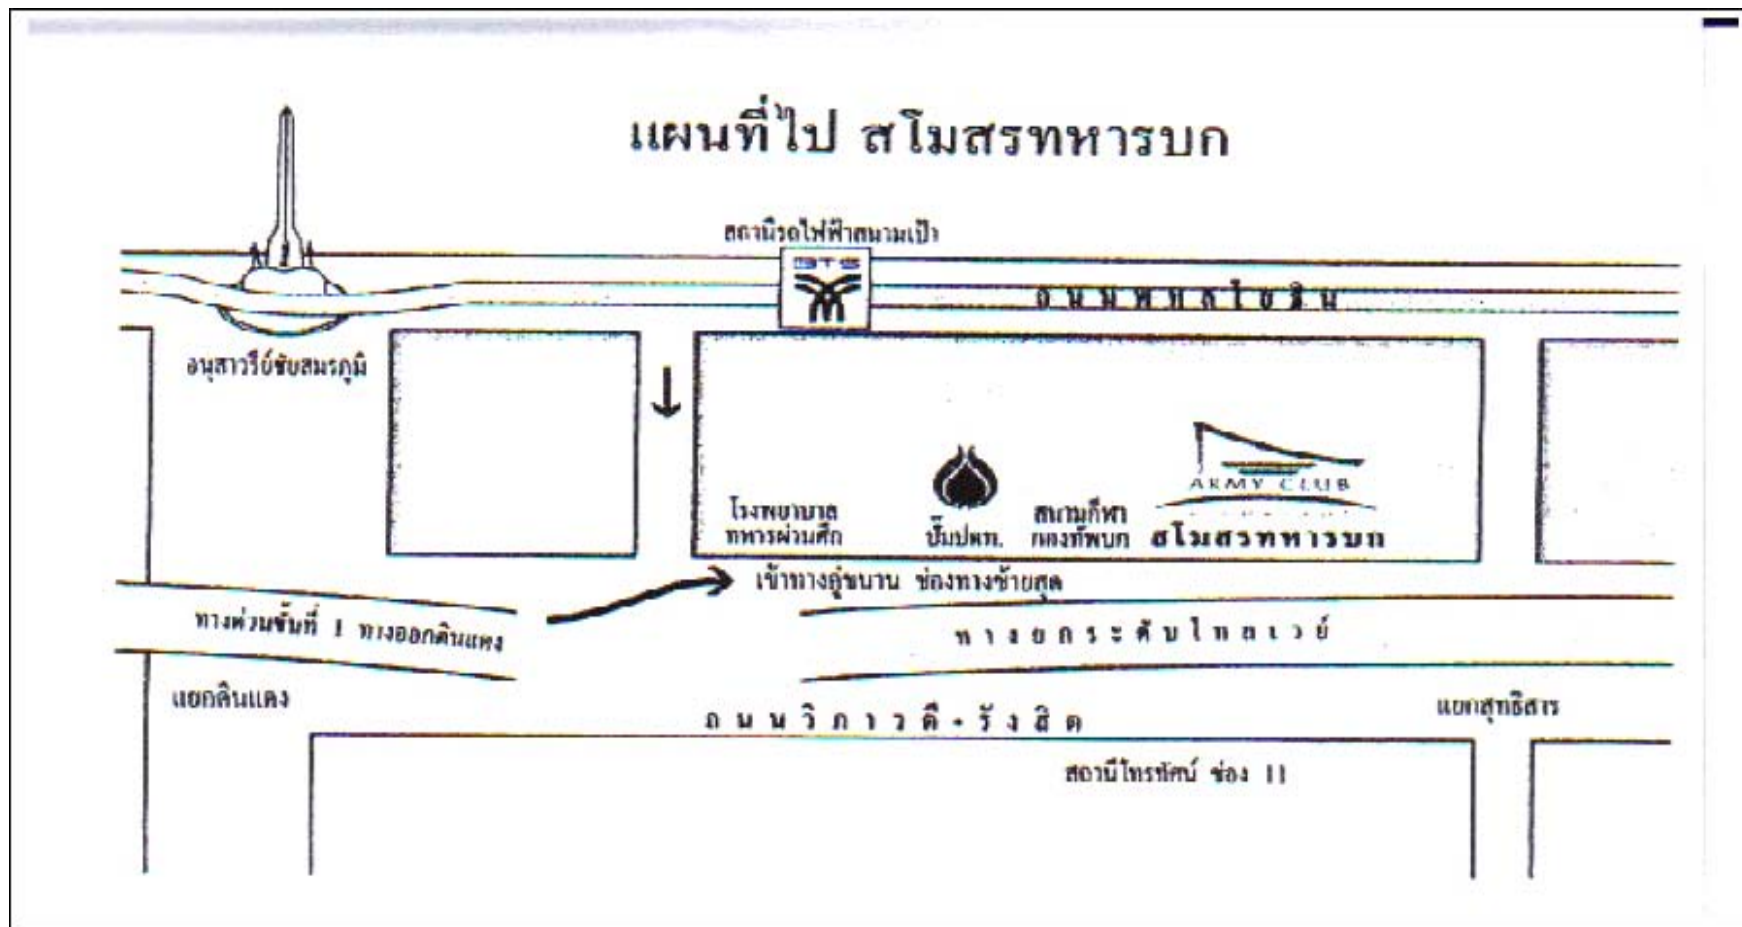 แผนที่ไป สโมสรทหารบก
สถานีรถไฟฟ้าสนามเป้า
BTS
ถนนพหลโยธิน
อนุสาวรีย์ชัยสมรภูมิ
ARMY CLUB
โรงพยาบาล
ทหารผ่านศึก
ปั๊มปตท.
สนามกีฬา
กองทัพบก
สโมสรทหารบก
เข้าทางคู่ขนาน ช่องทางซ้ายสุด
ทางด่วนขั้นที่ 1 ทางออกดินแดง
ทางยกระดับโทลเวย์
แยกดินแดง
ถนนวิภาวดี-รังสิต
แยกสุทธิสาร
สถานีโทรทัศน์ ช่อง 11